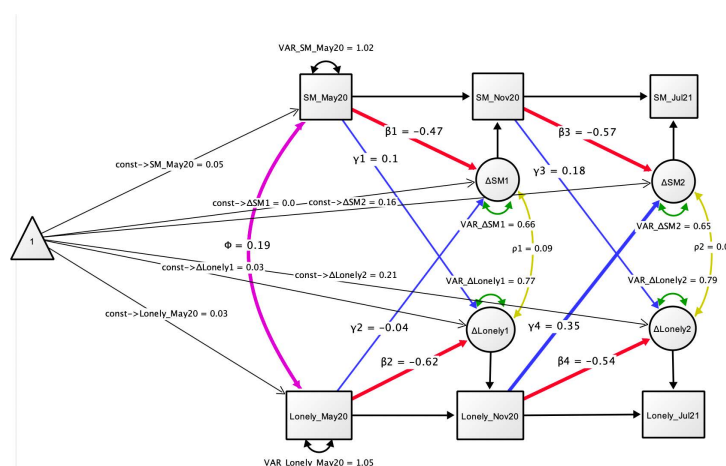 VAR_SM_May20 = 1.02
SM_May20
SM_Nov20
SM_Jul21
β1 = −0.47
β3 = −0.57
γ1 = 0.1
γ3 = 0.18
const->SM_May20 = 0.05
ΔSM1
ΔSM2
const->ΔSM1 = 0.0
const->ΔSM2 = 0.16
VAR_ΔSM1 = 0.66
VAR_ΔSM2 = 0.65
1
Φ = 0.19
ρ1 = 0.09
ρ2 = 0.0
const->ΔLonely1 = 0.03
const->ΔLonely2 = 0.21
VAR_ΔLonely1 = 0.77
VAR_ΔLonely2 = 0.79
const->Lonely_May20 = 0.03
γ2 = −0.04
γ4 = 0.35
ΔLonely1
ΔLonely2
β2 = −0.62
β4 = −0.54
Lonely_May20
Lonely_Nov20
Lonely_Jul21
VAR_Lonely_May20 = 1.05